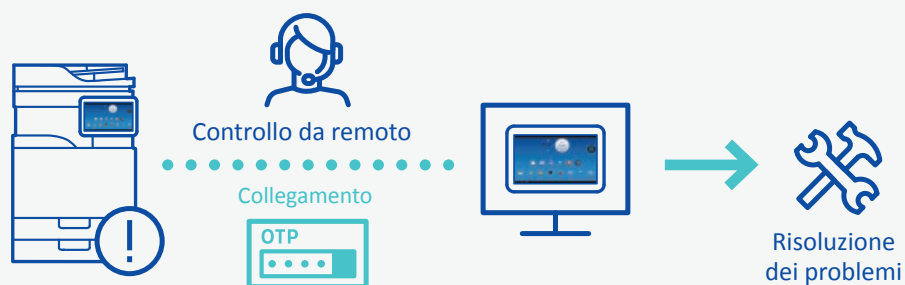 Controllo da remoto
Collegamento
OTP
Risoluzione
dei problemi